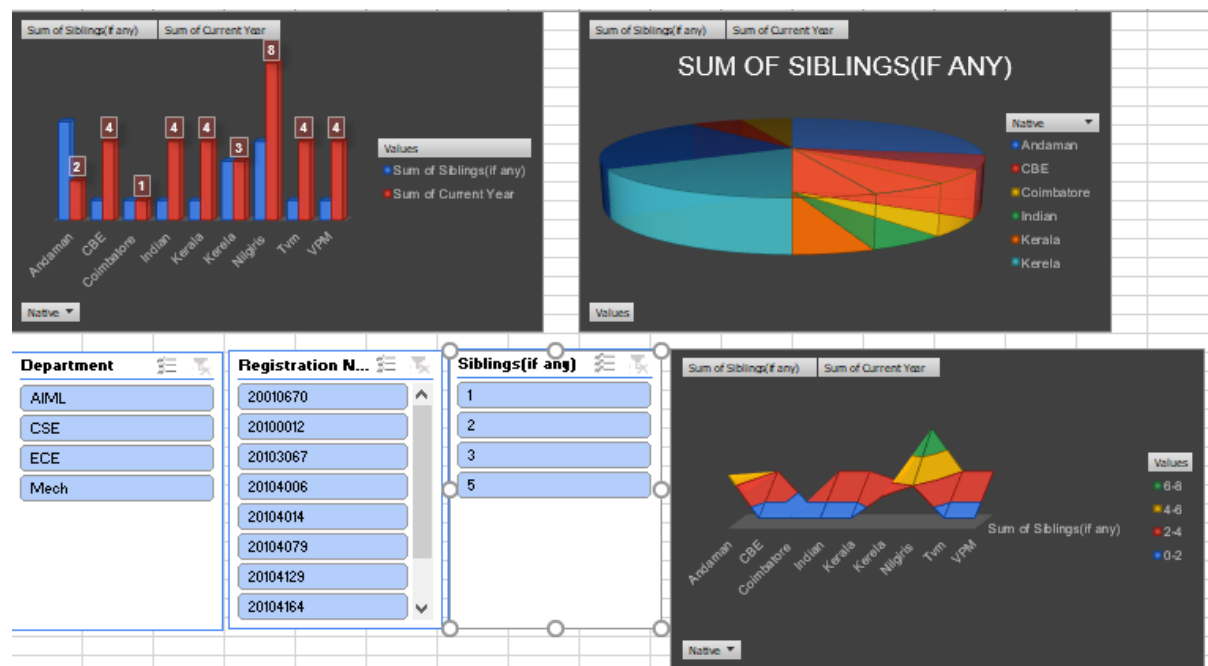 Sum of Siblings(if any) Sum of Current Year
8
4 4 4 4 4
3
2
1
Values
Sum of Siblings(if any)
Sum of Current Year
Andaman CBE Coimbatore Indian Kerala Kerela Nilgiris Tvm VPM
Native
Sum of Siblings(if any) Sum of Current Year
SUM OF SIBLINGS(IF ANY)
Native
Andaman
CBE
Coimbatore
Indian
Kerala
Kerela
Values
Department
AIML
CSE
ECE
Mech
Registration N...
20010670
20100012
20103067
20104006
20104014
20104079
20104129
20104164
Siblings(if any)
1
2
3
5
Sum of Siblings(if any) Sum of Current Year
Values
6-8
4-6
2-4
0-2
Sum of Siblings(if any)
Andaman CBE Coimbatore Indian Kerala Kerela Nilgiris Tvm VPM
Native